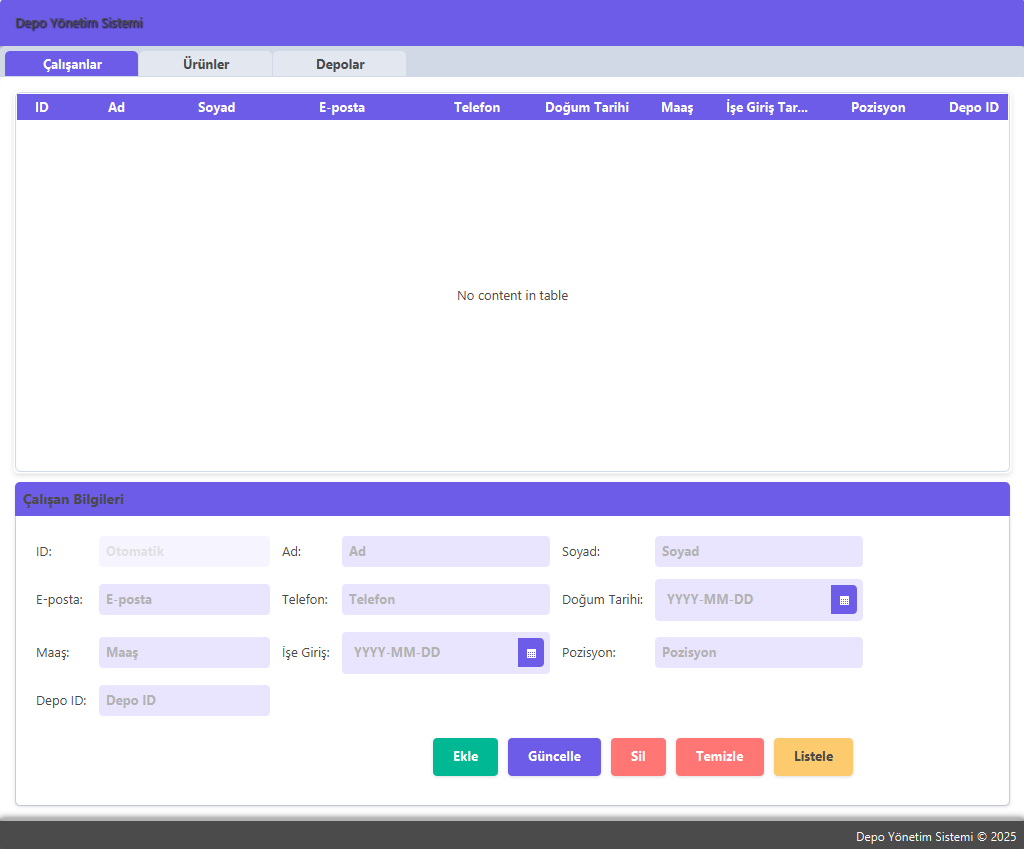 Depo Yönetim Sistemi
Çalışanlar Ürünler Depolar
ID Ad Soyad E-posta Telefon Doğum Tarihi Maaş İşe Giriş Tar... Pozisyon Depo ID
No content in table
Çalışan Bilgileri
ID: Otomatik Ad: Ad Soyad: Soyad
E-posta: E-posta Telefon: Telefon Doğum Tarihi: YYYY-MM-DD
Maaş: Maaş İşe Giriş: YYYY-MM-DD Pozisyon: Pozisyon
Depo ID: Depo ID
Ekle Güncelle Sil Temizle Listele
Depo Yönetim Sistemi © 2025